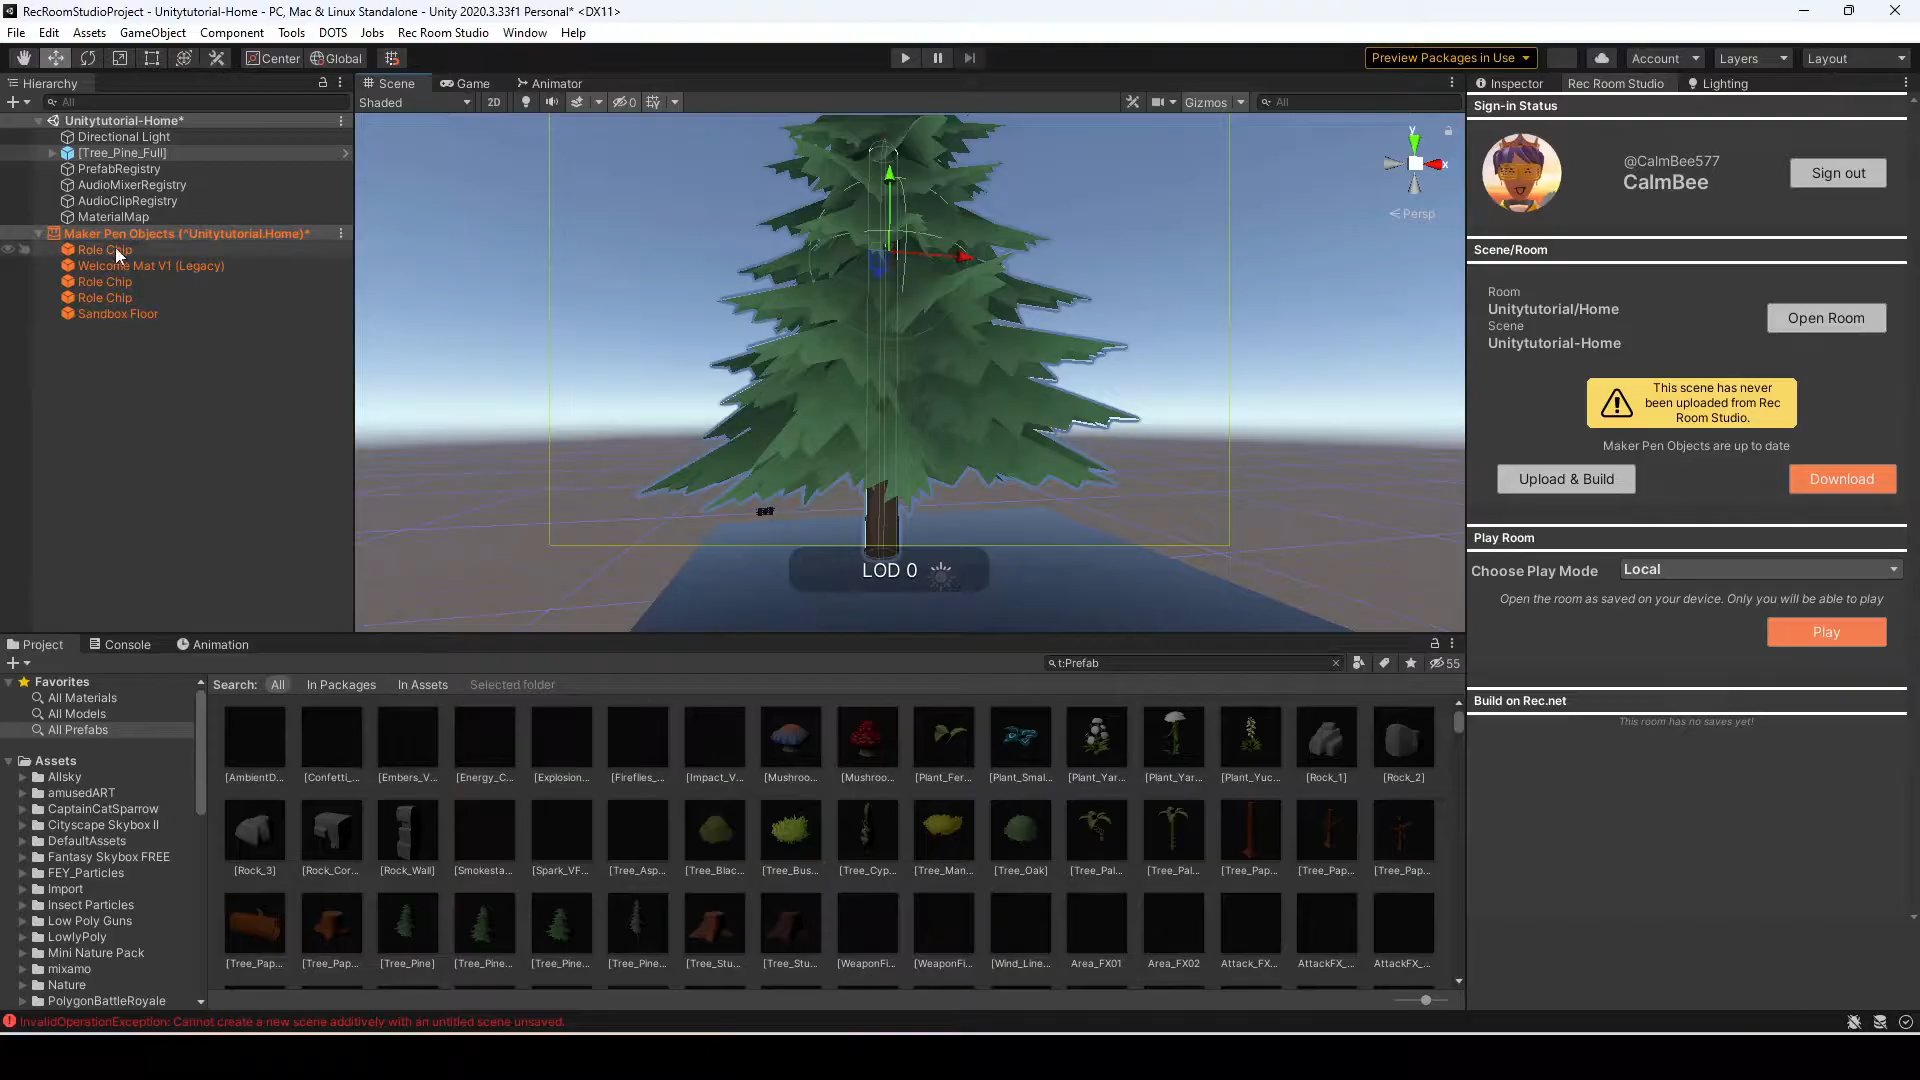 RecRoomStudioProject - Unitytutorial-Home - PC, Mac & Linux Standalone - Unity 2020.3.33f1 Personal* <DX11>
File Edit Assets GameObject Component Tools DOTS Jobs Rec Room Studio Window Help
Center Global Preview Packages in Use Account Layers Layout
Hierarchy
All
Unitytutorial-Home*
Directional Light
[Tree_Pine_Full]
PrefabRegistry
AudioMixerRegistry
AudioClipRegistry
MaterialMap
Maker Pen Objects (^Unitytutorial.Home)*
Role Chip
Welcome Mat V1 (Legacy)
Role Chip
Role Chip
Sandbox Floor
Scene Game Animator
Shaded 2D 0 Gizmos All
y
x
Persp
LOD 0
Inspector Rec Room Studio Lighting
Sign-in Status
@CalmBee577
CalmBee
Sign out
Scene/Room
Room
Unitytutorial/Home
Scene
Unitytutorial-Home
Open Room
This scene has never
been uploaded from Rec
Room Studio.
Maker Pen Objects are up to date
Upload & Build Download
Play Room
Choose Play Mode Local
Open the room as saved on your device. Only you will be able to play
Play
Build on Rec.net
This room has no saves yet!
Project Console Animation
t:Prefab 55
Favorites
All Materials
All Models
All Prefabs
Assets
Allsky
amusedART
CaptainCatSparrow
Cityscape Skybox II
DefaultAssets
Fantasy Skybox FREE
FEY_Particles
Import
Insect Particles
Low Poly Guns
LowlyPoly
Mini Nature Pack
mixamo
Nature
PolygonBattleRoyale
Search: All In Packages In Assets Selected folder
[AmbientD... [Confetti_... [Embers_V... [Energy_C... [Explosion... [Fireflies_... [Impact_V... [Mushroo... [Mushroo... [Plant_Fer... [Plant_Smal... [Plant_Yar... [Plant_Yar... [Plant_Yuc... [Rock_1] [Rock_2]
[Rock_3] [Rock_Cor... [Rock_Wall] [Smokesta... [Spark_VF... [Tree_Asp... [Tree_Blac... [Tree_Bus... [Tree_Cyp... [Tree_Man... [Tree_Oak] [Tree_Pal... [Tree_Pal... [Tree_Pap... [Tree_Pap... [Tree_Pap...
[Tree_Pap... [Tree_Pap... [Tree_Pine] [Tree_Pine... [Tree_Pine... [Tree_Pine... [Tree_Stu... [Tree_Stu... [WeaponFi... [WeaponFi... [Wind_Line... Area_FX01 Area_FX02 Attack_FX... AttackFX_... AttackFX_...
InvalidOperationException: Cannot create a new scene additively with an untitled scene unsaved.